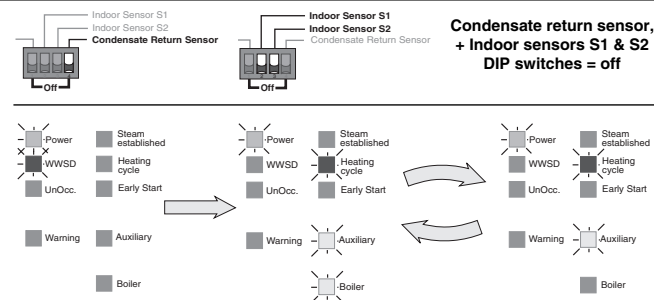 Indoor Sensor S1
Indoor Sensor S2
Condensate Return Sensor
Off
Indoor Sensor S1
Indoor Sensor S2
Condensate Return Sensor
Off
Condensate return sensor,
+ Indoor sensors S1 & S2
DIP switches = off
Power
Steam
established
WWSD
Heating
cycle
UnOcc.
Early Start
Warning
Auxiliary
Boiler
Power
Steam
established
WWSD
Heating
cycle
UnOcc.
Early Start
Warning
Auxiliary
Boiler
Power
Steam
established
WWSD
Heating
cycle
UnOcc.
Early Start
Warning
Auxiliary
Boiler